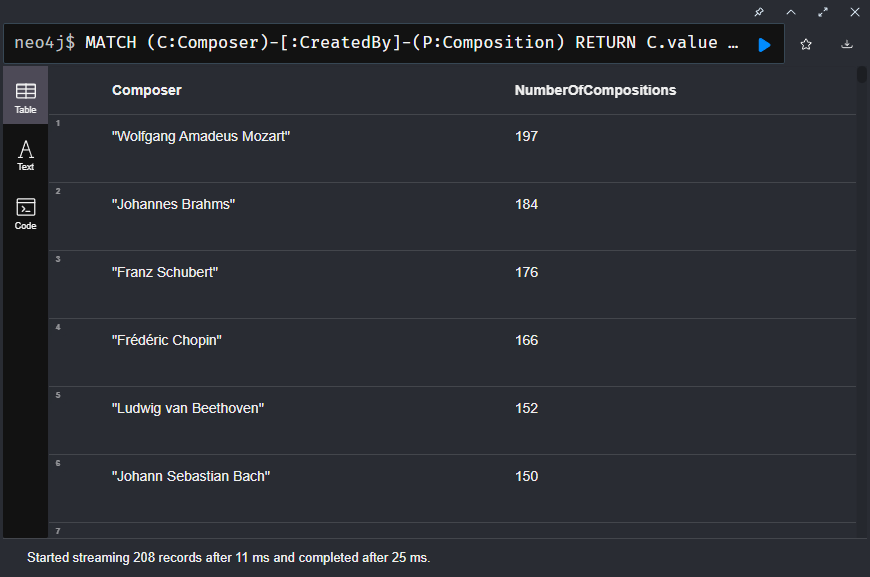 neo4j$ MATCH (C:Composer)-[:CreatedBy]-(P:Composition) RETURN C.value …
Table
Text
Code
Composer NumberOfCompositions
1
"Wolfgang Amadeus Mozart" 197
2
"Johannes Brahms" 184
3
"Franz Schubert" 176
4
"Frédéric Chopin" 166
5
"Ludwig van Beethoven" 152
6
"Johann Sebastian Bach" 150
7
Started streaming 208 records after 11 ms and completed after 25 ms.